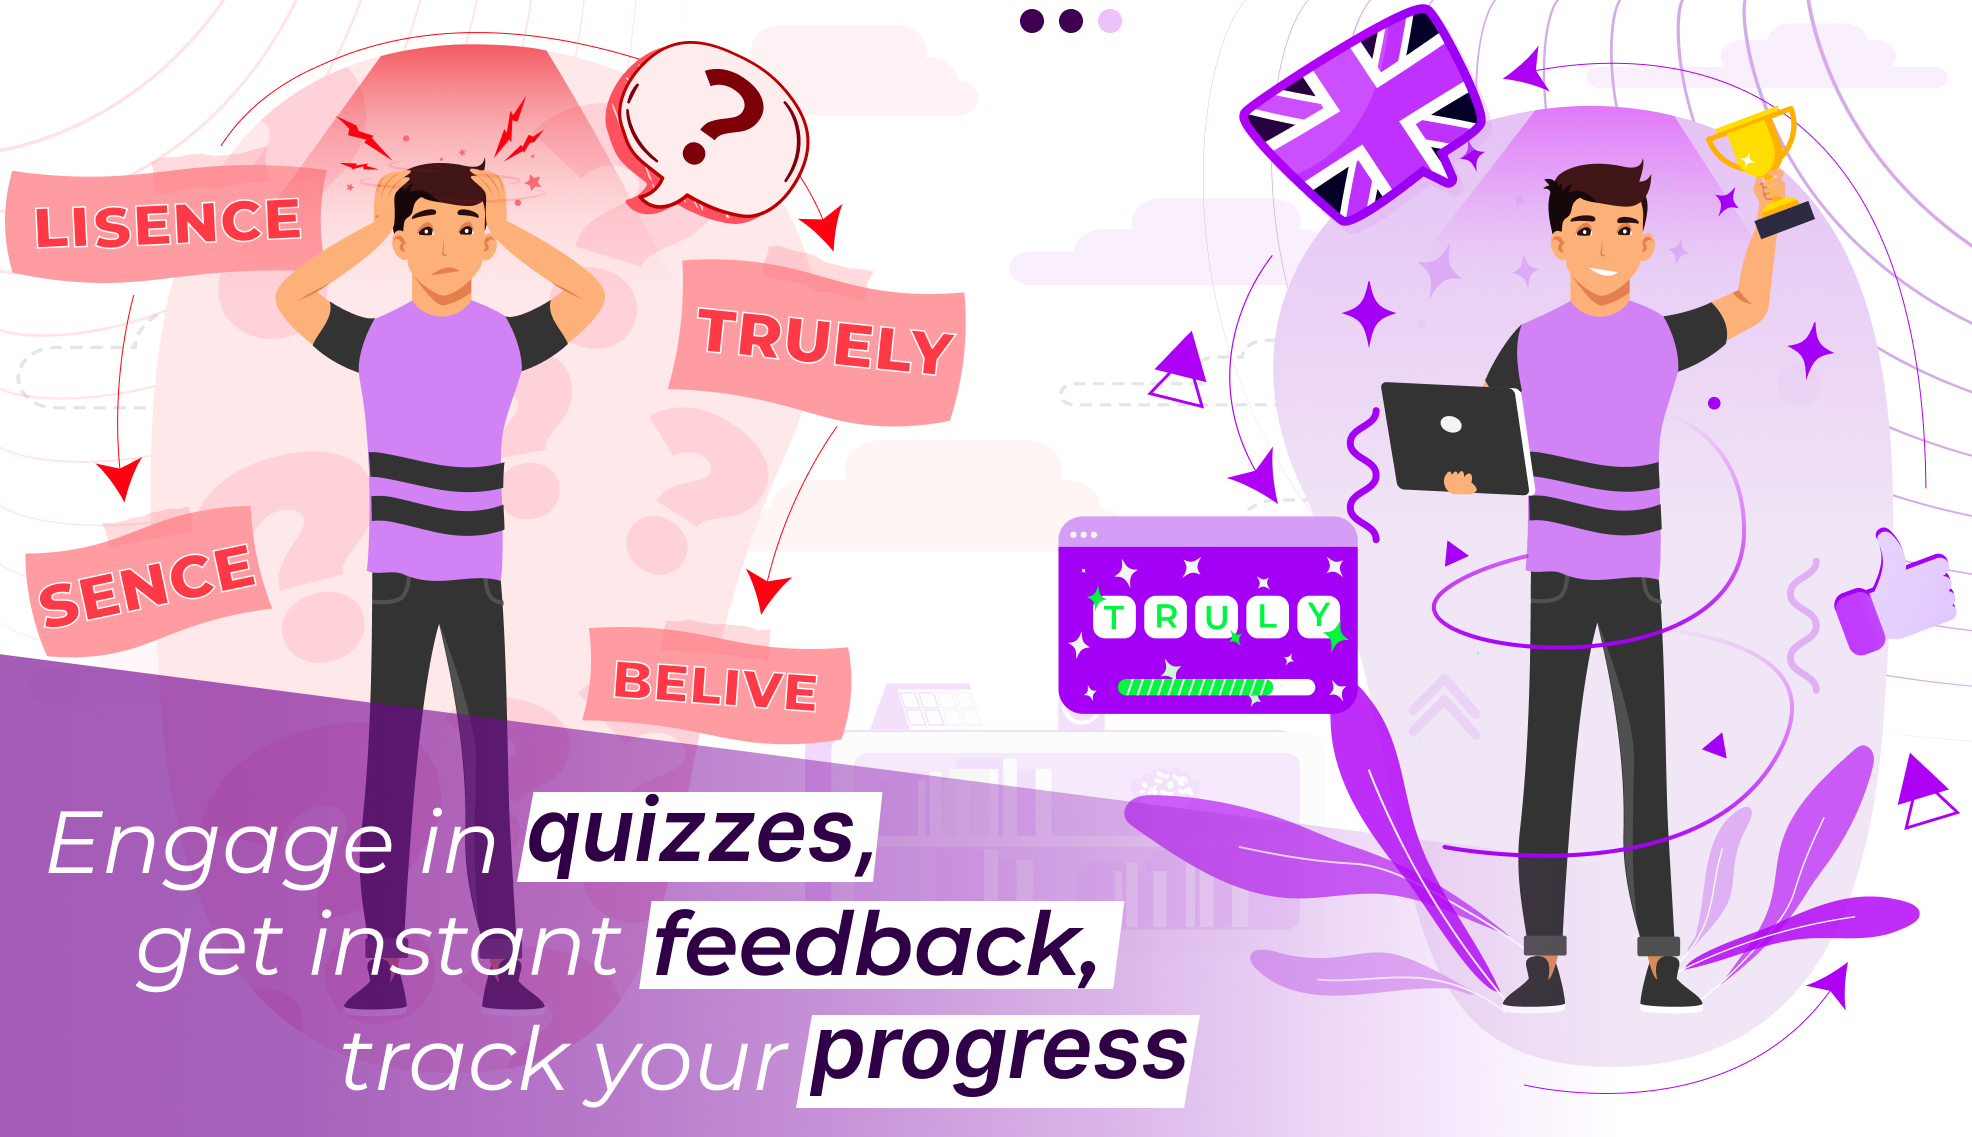 ?
LISENCE
TRUELY
SENCE
BELIVE
TRULY
Engage in quizzes,
get instant feedback,
track your progress